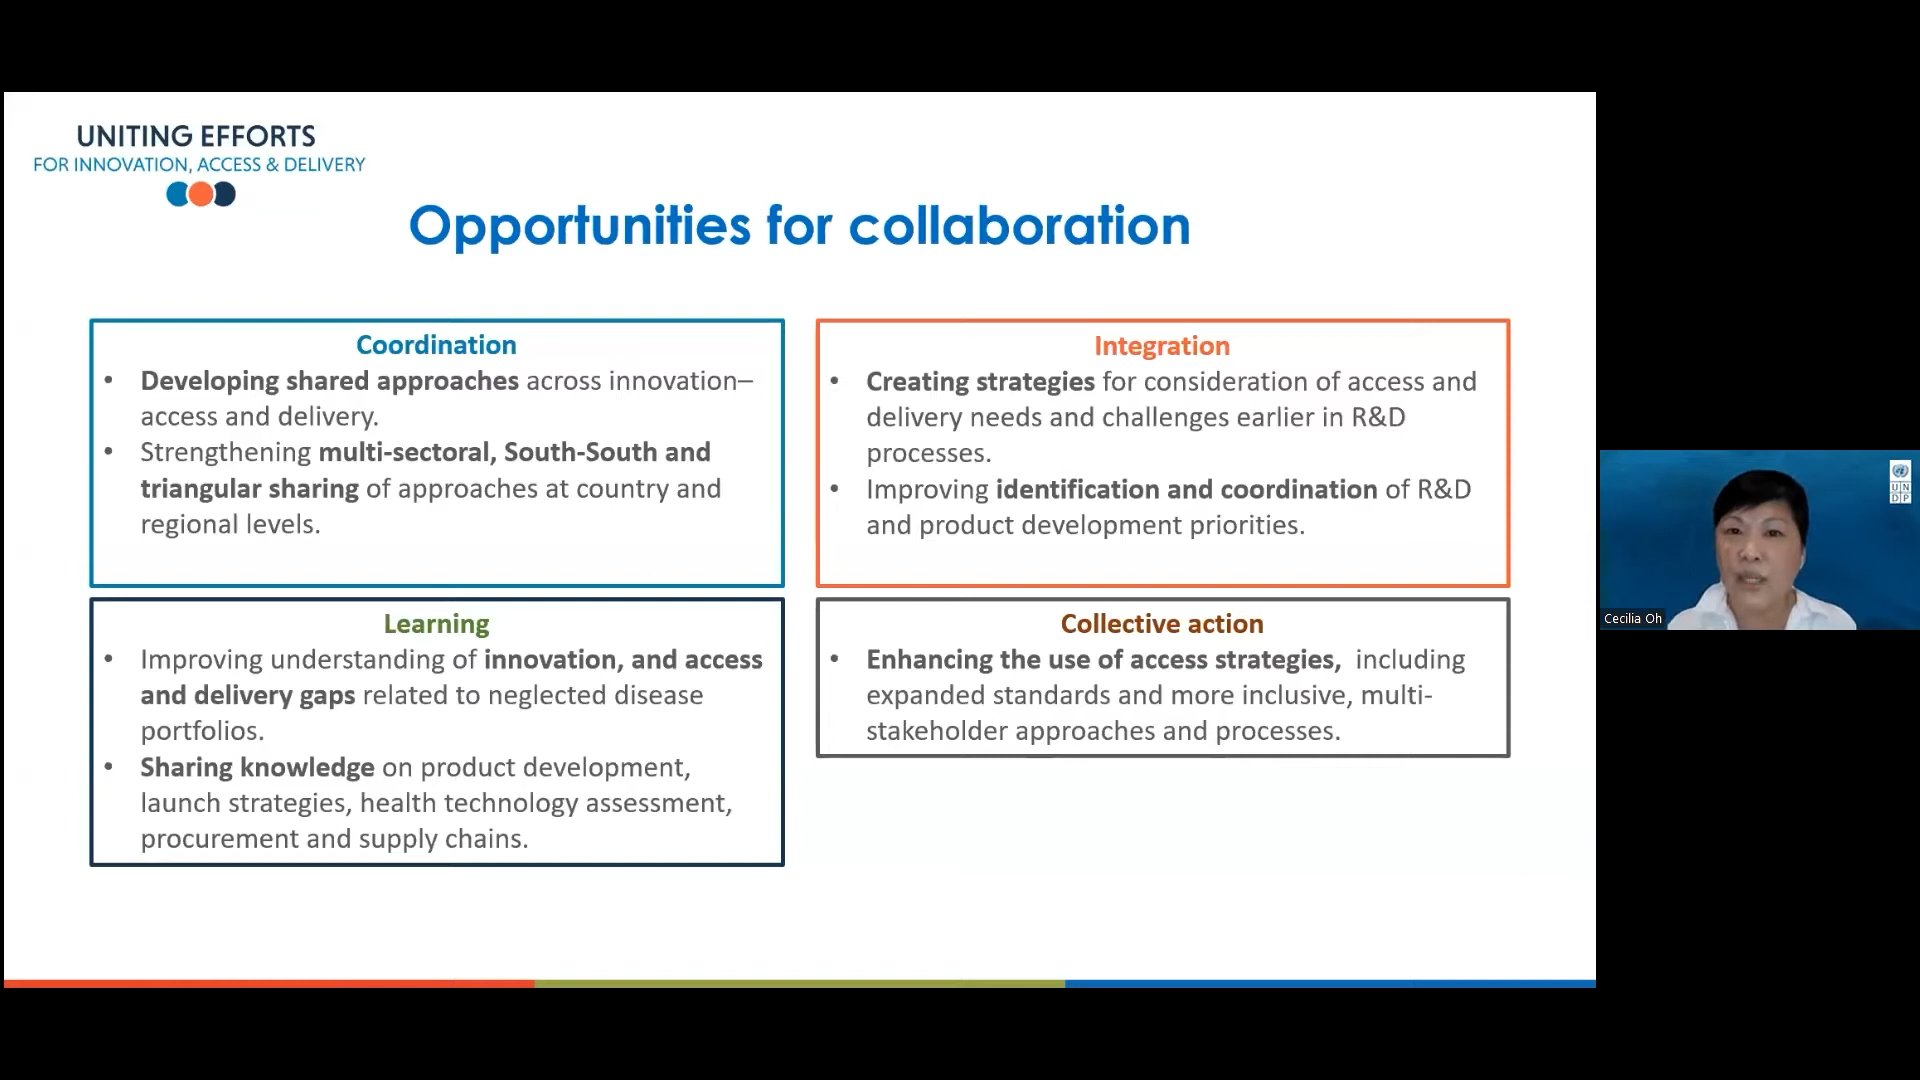 UNITING EFFORTS
FOR INNOVATION, ACCESS & DELIVERY
Opportunities for collaboration
Coordination
• Developing shared approaches across innovation–
access and delivery.
• Strengthening multi-sectoral, South-South and
triangular sharing of approaches at country and
regional levels.
Integration
• Creating strategies for consideration of access and
delivery needs and challenges earlier in R&D
processes.
• Improving identification and coordination of R&D
and product development priorities.
Learning
• Improving understanding of innovation, and access
and delivery gaps related to neglected disease
portfolios.
• Sharing knowledge on product development,
launch strategies, health technology assessment,
procurement and supply chains.
Collective action
• Enhancing the use of access strategies, including
expanded standards and more inclusive, multi-
stakeholder approaches and processes.
U N
D P
Cecilia Oh